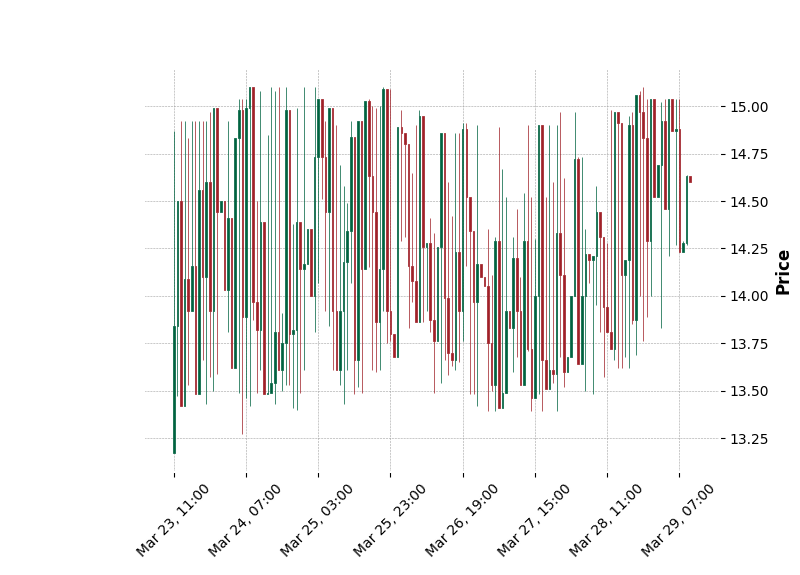 15.00
14.75
14.50
14.25
14.00
13.75
13.50
13.25
Price
Mar 23, 11:00
Mar 24, 07:00
Mar 25, 03:00
Mar 25, 23:00
Mar 26, 19:00
Mar 27, 15:00
Mar 28, 11:00
Mar 29, 07:00